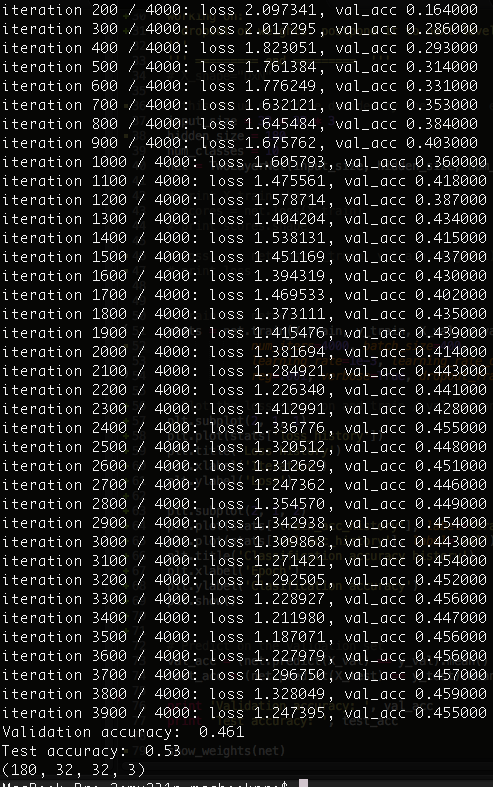 iteration 200 / 4000: loss 2.097341, val_acc 0.164000
iteration 300 / 4000: loss 2.017295, val_acc 0.286000
iteration 400 / 4000: loss 1.823051, val_acc 0.293000
iteration 500 / 4000: loss 1.761384, val_acc 0.314000
iteration 600 / 4000: loss 1.776249, val_acc 0.331000
iteration 700 / 4000: loss 1.632121, val_acc 0.353000
iteration 800 / 4000: loss 1.645484, val_acc 0.384000
iteration 900 / 4000: loss 1.675762, val_acc 0.403000
iteration 1000 / 4000: loss 1.605793, val_acc 0.360000
iteration 1100 / 4000: loss 1.475561, val_acc 0.418000
iteration 1200 / 4000: loss 1.578714, val_acc 0.387000
iteration 1300 / 4000: loss 1.404204, val_acc 0.434000
iteration 1400 / 4000: loss 1.538131, val_acc 0.415000
iteration 1500 / 4000: loss 1.451169, val_acc 0.437000
iteration 1600 / 4000: loss 1.394319, val_acc 0.430000
iteration 1700 / 4000: loss 1.469533, val_acc 0.402000
iteration 1800 / 4000: loss 1.373111, val_acc 0.435000
iteration 1900 / 4000: loss 1.415476, val_acc 0.439000
iteration 2000 / 4000: loss 1.381694, val_acc 0.414000
iteration 2100 / 4000: loss 1.284921, val_acc 0.443000
iteration 2200 / 4000: loss 1.226340, val_acc 0.441000
iteration 2300 / 4000: loss 1.412991, val_acc 0.428000
iteration 2400 / 4000: loss 1.336776, val_acc 0.455000
iteration 2500 / 4000: loss 1.320512, val_acc 0.448000
iteration 2600 / 4000: loss 1.312629, val_acc 0.451000
iteration 2700 / 4000: loss 1.247362, val_acc 0.446000
iteration 2800 / 4000: loss 1.354570, val_acc 0.449000
iteration 2900 / 4000: loss 1.342938, val_acc 0.454000
iteration 3000 / 4000: loss 1.309868, val_acc 0.443000
iteration 3100 / 4000: loss 1.271421, val_acc 0.454000
iteration 3200 / 4000: loss 1.292505, val_acc 0.452000
iteration 3300 / 4000: loss 1.228927, val_acc 0.456000
iteration 3400 / 4000: loss 1.211980, val_acc 0.447000
iteration 3500 / 4000: loss 1.187071, val_acc 0.456000
iteration 3600 / 4000: loss 1.227979, val_acc 0.456000
iteration 3700 / 4000: loss 1.296750, val_acc 0.457000
iteration 3800 / 4000: loss 1.328049, val_acc 0.459000
iteration 3900 / 4000: loss 1.247395, val_acc 0.455000
Validation accuracy:  0.461
Test accuracy:  0.53
(180, 32, 32, 3)